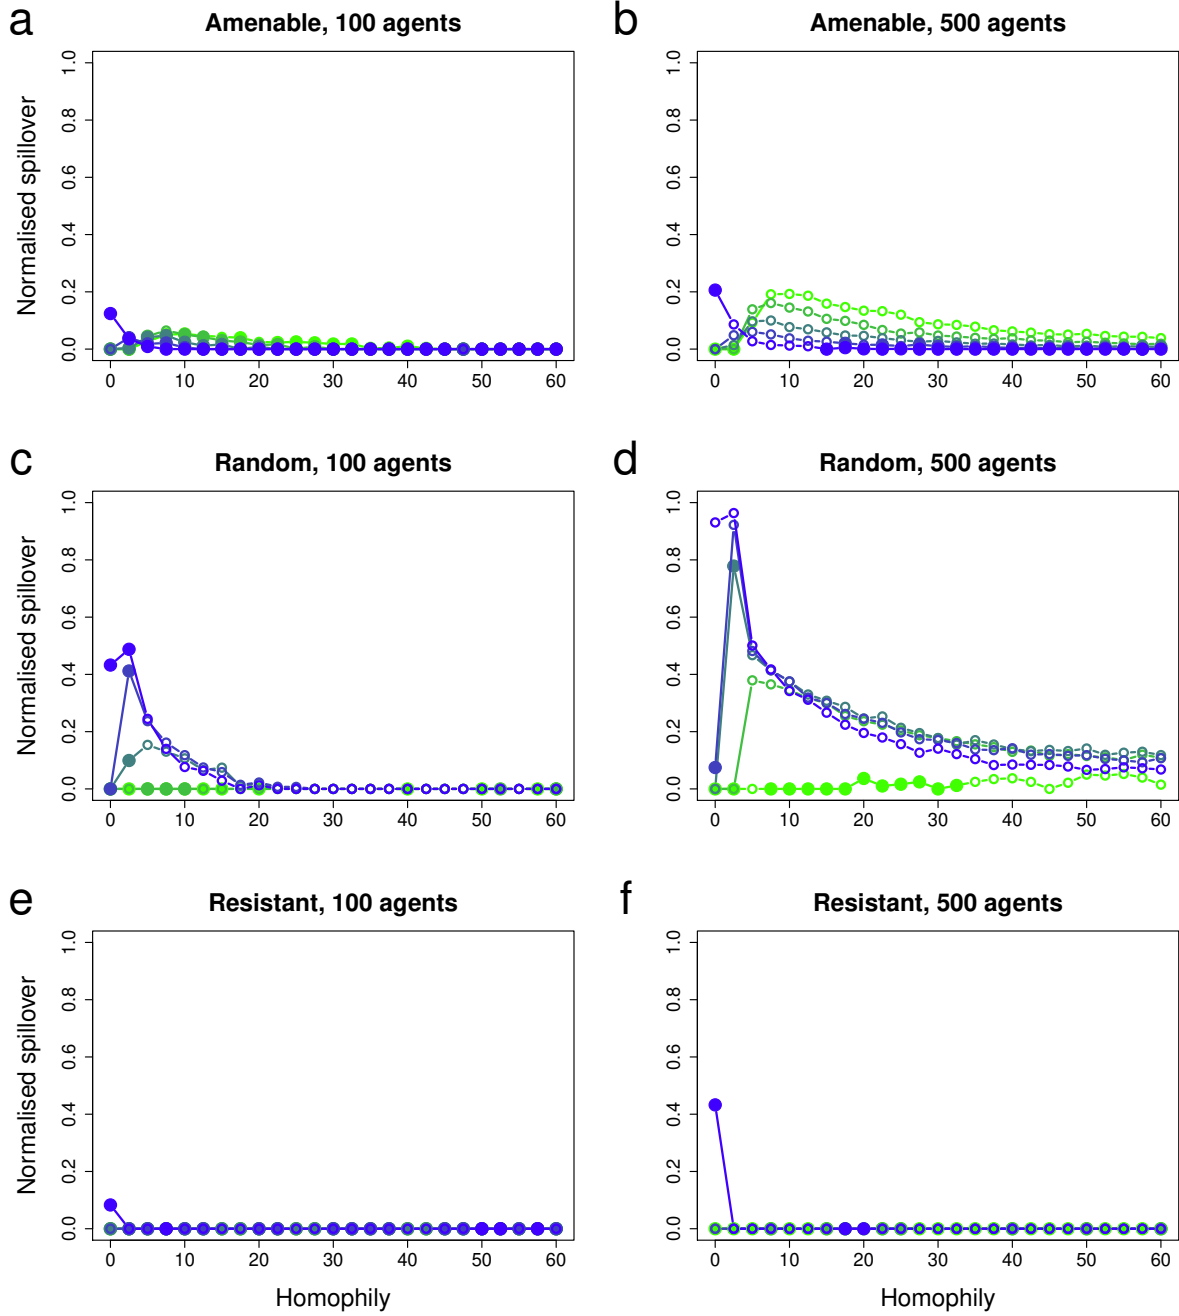 a
Amenable, 100 agents
Normalised spillover
0.0 0.2 0.4 0.6 0.8 1.0
0 10 20 30 40 50 60
b
Amenable, 500 agents
0.0 0.2 0.4 0.6 0.8 1.0
0 10 20 30 40 50 60
c
Random, 100 agents
Normalised spillover
0.0 0.2 0.4 0.6 0.8 1.0
0 10 20 30 40 50 60
d
Random, 500 agents
0.0 0.2 0.4 0.6 0.8 1.0
0 10 20 30 40 50 60
e
Resistant, 100 agents
Normalised spillover
0.0 0.2 0.4 0.6 0.8 1.0
0 10 20 30 40 50 60
Homophily
f
Resistant, 500 agents
0.0 0.2 0.4 0.6 0.8 1.0
0 10 20 30 40 50 60
Homophily